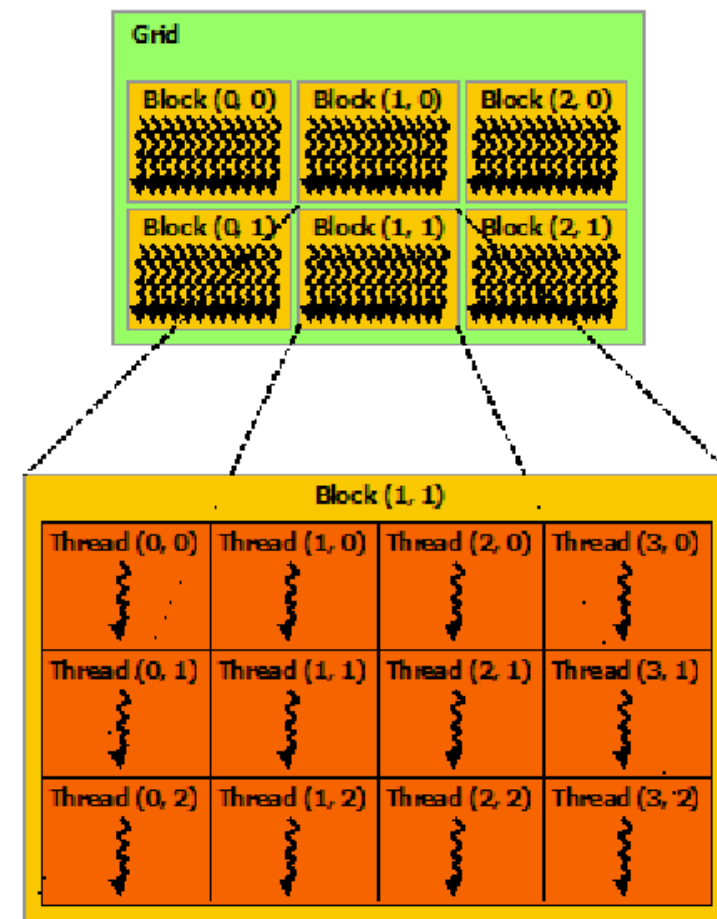 Grid
Block (0, 0) Block (1, 0) Block (2, 0)
Block (0, 1) Block (1, 1) Block (2, 1)
Block (1, 1)
Thread (0, 0) Thread (1, 0) Thread (2, 0) Thread (3, 0)
Thread (0, 1) Thread (1, 1) Thread (2, 1) Thread (3, 1)
Thread (0, 2) Thread (1, 2) Thread (2, 2) Thread (3, 2)